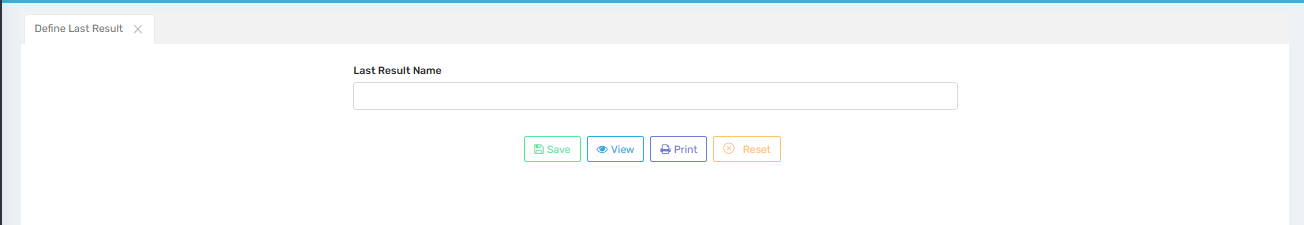 Define Last Result
Last Result Name
Save View Print Reset